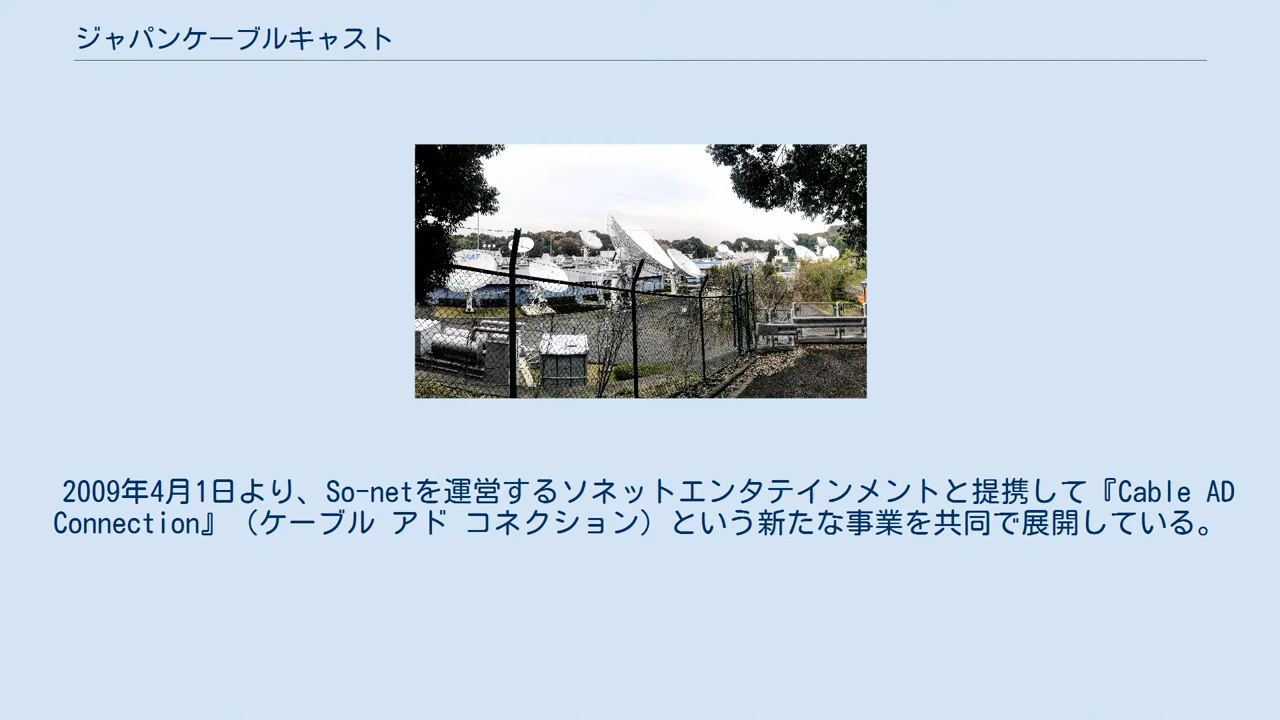 ジャパンケーブルキャスト
2009年4月1日より、So-netを運営するソネットエンタテインメントと提携して『Cable AD
Connection』（ケーブル アド コネクション）という新たな事業を共同で展開している。